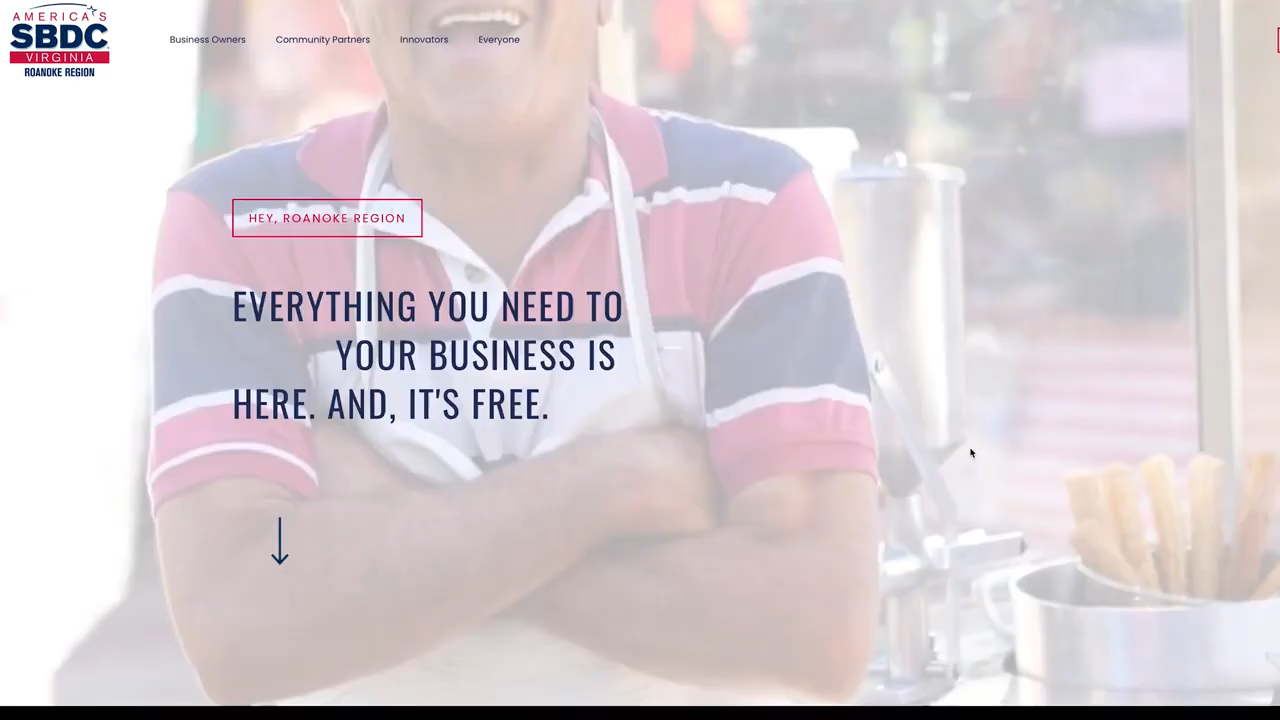 AMERICA'S
SBDC
VIRGINIA
ROANOKE REGION
Business Owners
Community Partners
Innovators
Everyone
HEY, ROANOKE REGION
EVERYTHING YOU NEED TO
YOUR BUSINESS IS
HERE. AND, IT'S FREE.